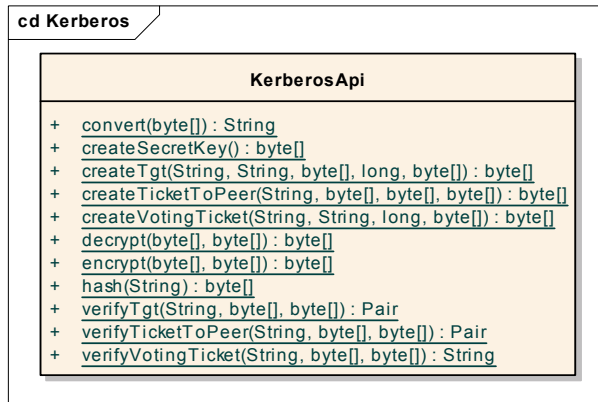 cd Kerberos
KerberosApi
+ convert(byte[]) : String
+ createSecretKey() : byte[]
+ createTgt(String, String, byte[], long, byte[]) : byte[]
+ createTicketToPeer(String, byte[], byte[], byte[]) : byte[]
+ createVotingTicket(String, String, long, byte[]) : byte[]
+ decrypt(byte[], byte[]) : byte[]
+ encrypt(byte[], byte[]) : byte[]
+ hash(String) : byte[]
+ verifyTgt(String, byte[], byte[]) : Pair
+ verifyTicketToPeer(String, byte[], byte[]) : Pair
+ verifyVotingTicket(String, byte[], byte[]) : String